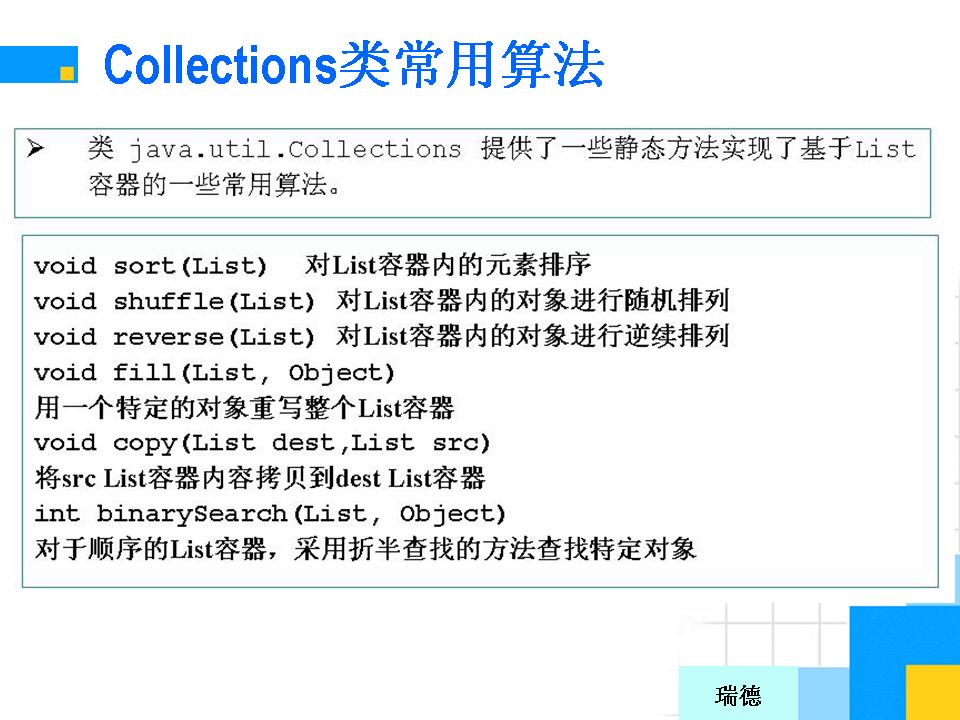 Collections类常用算法
➢ 类 java.util.Collections 提供了一些静态方法实现了基于List
容器的一些常用算法。
void sort(List) 对List容器内的元素排序
void shuffle(List) 对List容器内的对象进行随机排列
void reverse(List) 对List容器内的对象进行逆续排列
void fill(List, Object)
用一个特定的对象重写整个List容器
void copy(List dest,List src)
将src List容器内容拷贝到dest List容器
int binarySearch(List, Object)
对于顺序的List容器，采用折半查找的方法查找特定对象
瑞德